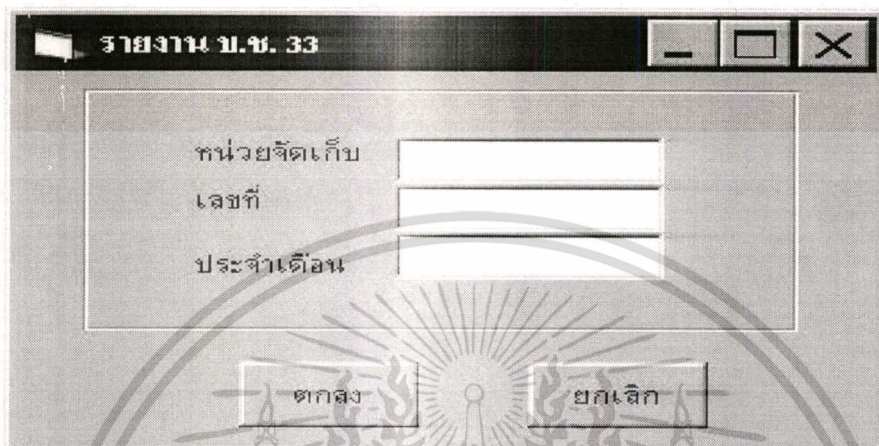 รายงาน บ.ช. 33
หน่วยจัดเก็บ
เลขที่
ประจำเดือน
ตกลง ยกเลิก